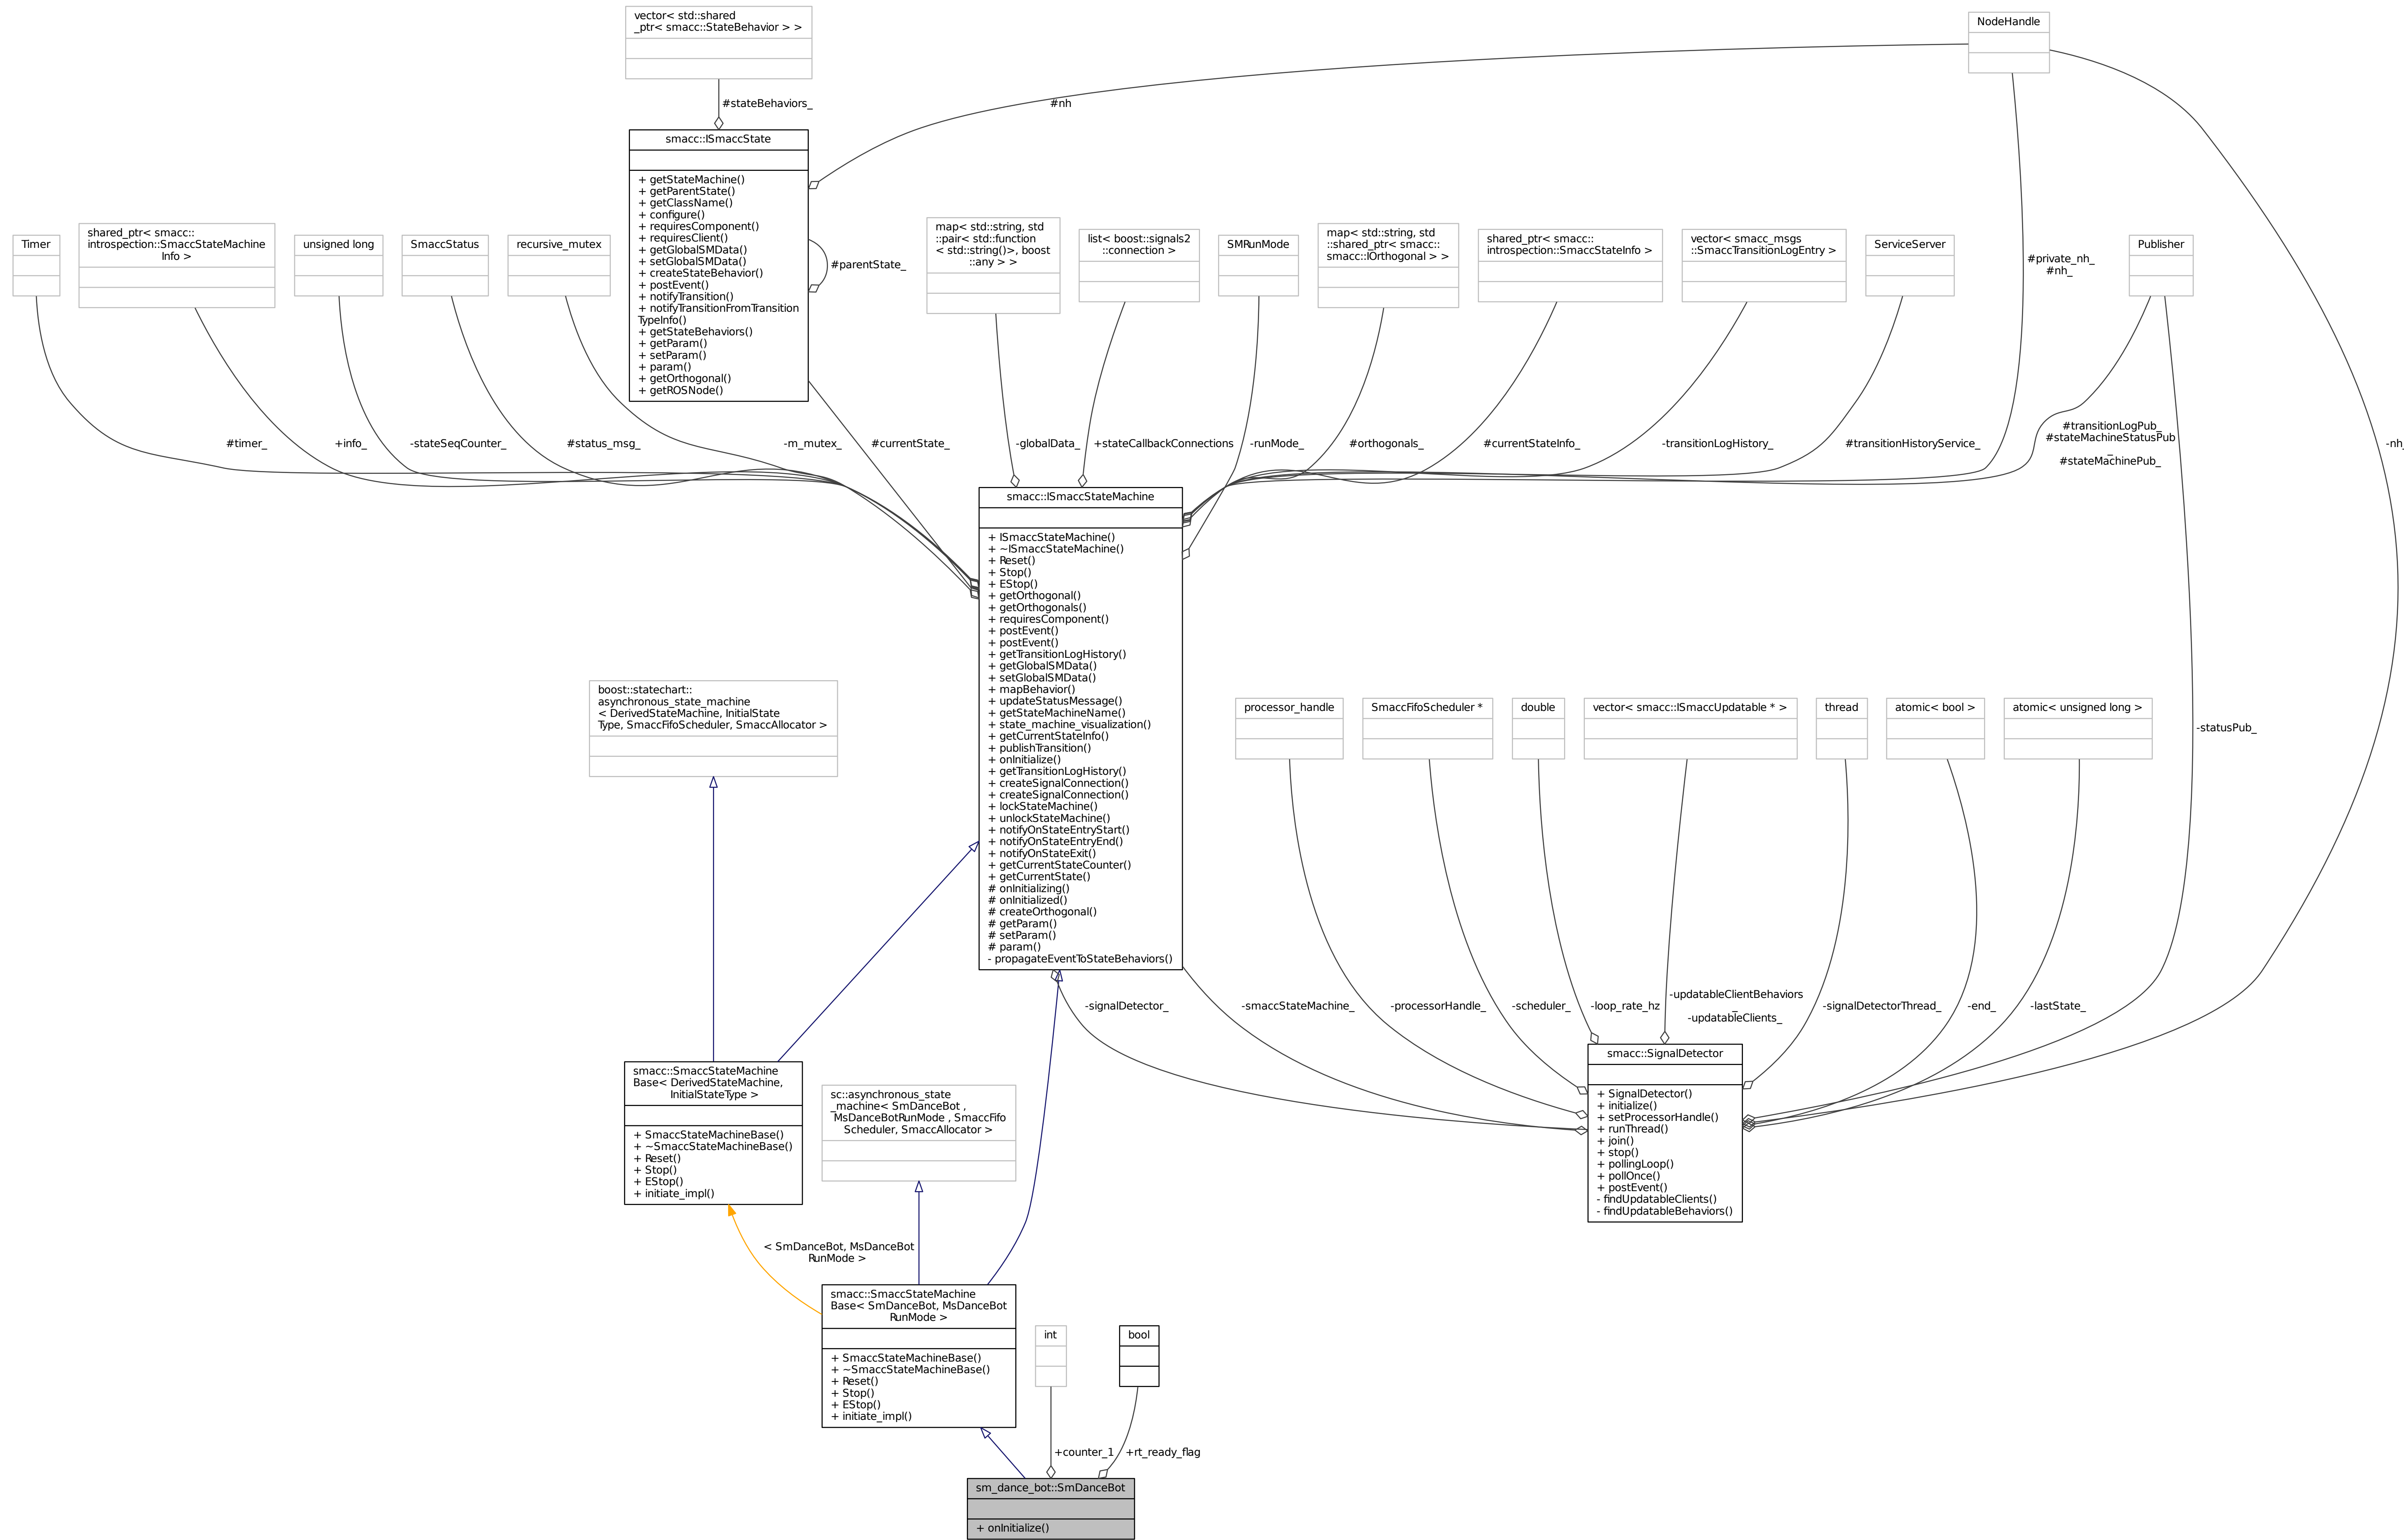 vector< std::shared
_ptr< smacc::StateBehavior > >
NodeHandle
#stateBehaviors_
#nh
smacc::ISmaccState
+ getStateMachine()
+ getParentState()
+ getClassName()
+ configure()
+ requiresComponent()
+ requiresClient()
+ getGlobalSMData()
+ setGlobalSMData()
+ createStateBehavior()
+ postEvent()
+ notifyTransition()
+ notifyTransitionFromTransition
TypeInfo()
+ getStateBehaviors()
+ getParam()
+ setParam()
+ param()
+ getOrthogonal()
+ getROSNode()
#parentState_
Timer
shared_ptr< smacc::
introspection::SmaccStateMachine
Info >
unsigned long
SmaccStatus
recursive_mutex
map< std::string, std
::pair< std::function
< std::string()>, boost
::any > >
list< boost::signals2
::connection >
SMRunMode
map< std::string, std
::shared_ptr< smacc::
smacc::IOrthogonal > >
shared_ptr< smacc::
introspection::SmaccStateInfo >
vector< smacc_msgs
::SmaccTransitionLogEntry >
ServiceServer
#private_nh_
#nh_
Publisher
#timer_
+info_
-stateSeqCounter_
#status_msg_
-m_mutex_
#currentState_
-globalData_
+stateCallbackConnections
-runMode_
#orthogonals_
#currentStateInfo_
-transitionLogHistory_
#transitionHistoryService_
#transitionLogPub_
#stateMachineStatusPub
_
#stateMachinePub_
-nh_
smacc::ISmaccStateMachine
+ ISmaccStateMachine()
+ ~ISmaccStateMachine()
+ Reset()
+ Stop()
+ EStop()
+ getOrthogonal()
+ getOrthogonals()
+ requiresComponent()
+ postEvent()
+ postEvent()
+ getTransitionLogHistory()
+ getGlobalSMData()
+ setGlobalSMData()
+ mapBehavior()
+ updateStatusMessage()
+ getStateMachineName()
+ state_machine_visualization()
+ getCurrentStateInfo()
+ publishTransition()
+ onInitialize()
+ getTransitionLogHistory()
+ createSignalConnection()
+ createSignalConnection()
+ lockStateMachine()
+ unlockStateMachine()
+ notifyOnStateEntryStart()
+ notifyOnStateEntryEnd()
+ notifyOnStateExit()
+ getCurrentStateCounter()
+ getCurrentState()
# onInitializing()
# onInitialized()
# createOrthogonal()
# getParam()
# setParam()
# param()
- propagateEventToStateBehaviors()
boost::statechart::
asynchronous_state_machine
< DerivedStateMachine, InitialState
Type, SmaccFifoScheduler, SmaccAllocator >
processor_handle
SmaccFifoScheduler *
double
vector< smacc::ISmaccUpdatable * >
thread
atomic< bool >
atomic< unsigned long >
-statusPub_
-signalDetector_
-smaccStateMachine_
-processorHandle_
-scheduler_
-loop_rate_hz
-updatableClientBehaviors
_
-updatableClients_
-signalDetectorThread_
-end_
-lastState_
smacc::SignalDetector
+ SignalDetector()
+ initialize()
+ setProcessorHandle()
+ runThread()
+ join()
+ stop()
+ pollingLoop()
+ pollOnce()
+ postEvent()
- findUpdatableClients()
- findUpdatableBehaviors()
smacc::SmaccStateMachine
Base< DerivedStateMachine,
InitialStateType >
+ SmaccStateMachineBase()
+ ~SmaccStateMachineBase()
+ Reset()
+ Stop()
+ EStop()
+ initiate_impl()
sc::asynchronous_state
_machine< SmDanceBot ,
MsDanceBotRunMode , SmaccFifo
Scheduler, SmaccAllocator >
< SmDanceBot, MsDanceBot
RunMode >
smacc::SmaccStateMachine
Base< SmDanceBot, MsDanceBot
RunMode >
+ SmaccStateMachineBase()
+ ~SmaccStateMachineBase()
+ Reset()
+ Stop()
+ EStop()
+ initiate_impl()
int
bool
+counter_1
+rt_ready_flag
sm_dance_bot::SmDanceBot
+ onInitialize()